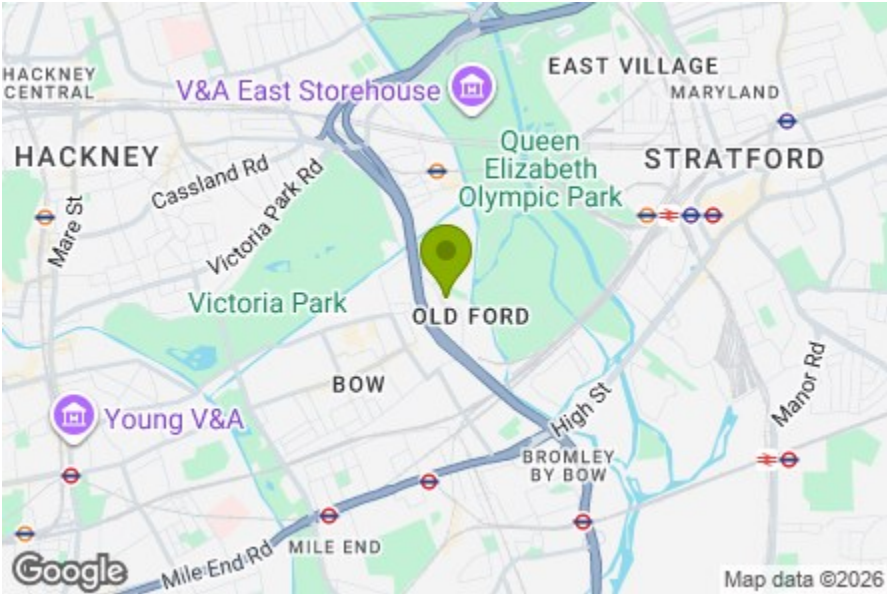 HACKNEY
CENTRAL
V&A East Storehouse
EAST VILLAGE
MARYLAND
HACKNEY
Cassland Rd
Queen
Elizabeth
Olympic Park
STRATFORD
Mare St
Victoria Park Rd
Victoria Park
OLD FORD
BOW
Manor Rd
Young V&A
High St
BROMLEY
BY BOW
MILE END
Mile End Rd
Google
Map data ©2026